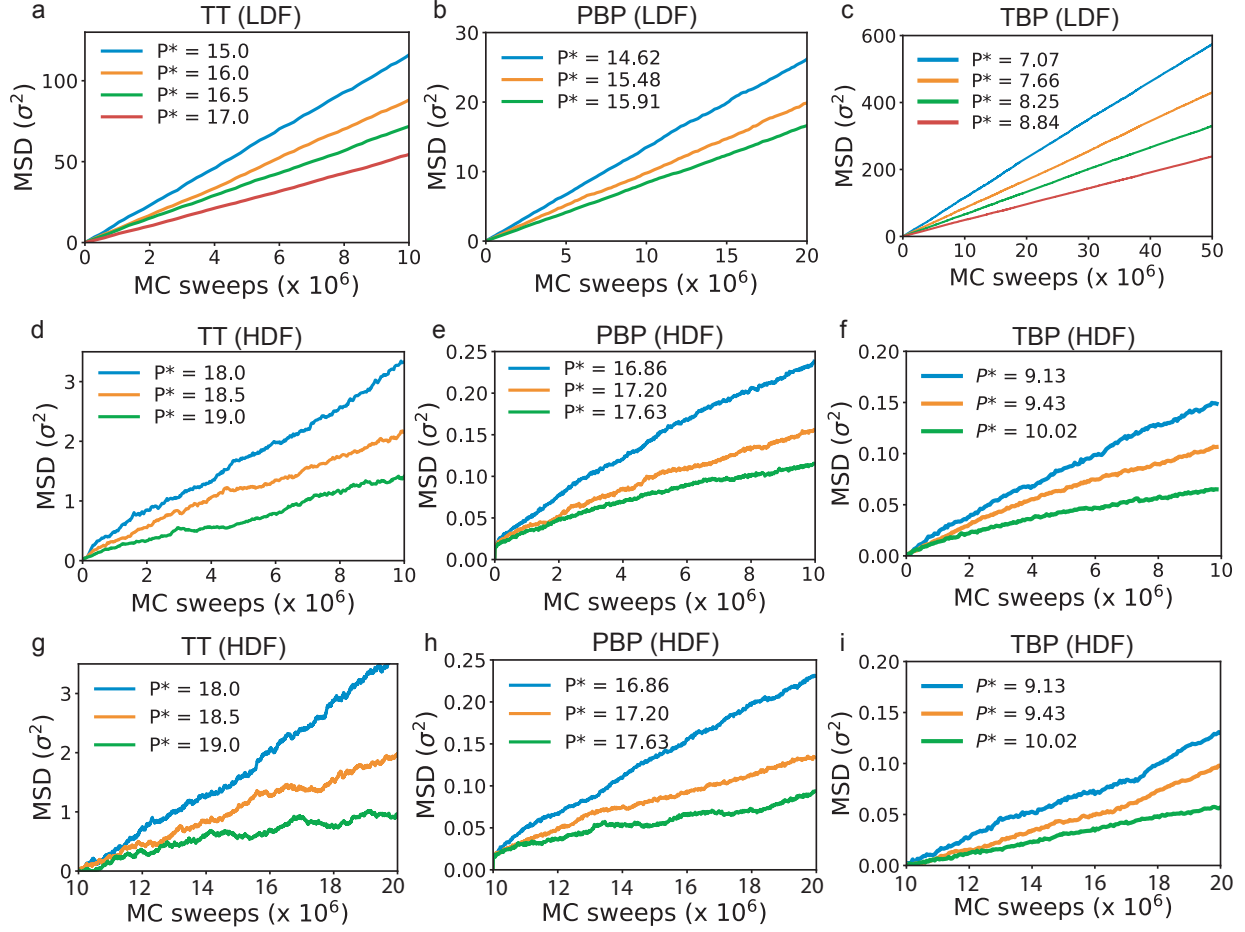 a
TT (LDF)
P* = 15.0
P* = 16.0
P* = 16.5
P* = 17.0
100
50
0
MSD (σ²)
0 2 4 6 8 10
MC sweeps (x 10⁶)
b
PBP (LDF)
P* = 14.62
P* = 15.48
P* = 15.91
30
20
10
0
MSD (σ²)
5 10 15 20
MC sweeps (x 10⁶)
c
TBP (LDF)
P* = 7.07
P* = 7.66
P* = 8.25
P* = 8.84
600
400
200
0
MSD (σ²)
0 10 20 30 40 50
MC sweeps (x 10⁶)
d
TT (HDF)
P* = 18.0
P* = 18.5
P* = 19.0
3
2
1
0
MSD (σ²)
0 2 4 6 8 10
MC sweeps (x 10⁶)
e
PBP (HDF)
P* = 16.86
P* = 17.20
P* = 17.63
0.25
0.20
0.15
0.10
0.05
0.00
MSD (σ²)
0 2 4 6 8 10
MC sweeps (x 10⁶)
f
TBP (HDF)
P* = 9.13
P* = 9.43
P* = 10.02
0.20
0.15
0.10
0.05
0.00
MSD (σ²)
0 2 4 6 8 10
MC sweeps (x 10⁶)
g
TT (HDF)
P* = 18.0
P* = 18.5
P* = 19.0
3
2
1
0
MSD (σ²)
10 12 14 16 18 20
MC sweeps (x 10⁶)
h
PBP (HDF)
P* = 16.86
P* = 17.20
P* = 17.63
0.25
0.20
0.15
0.10
0.05
0.00
MSD (σ²)
10 12 14 16 18 20
MC sweeps (x 10⁶)
i
TBP (HDF)
P* = 9.13
P* = 9.43
P* = 10.02
0.20
0.15
0.10
0.05
0.00
MSD (σ²)
10 12 14 16 18 20
MC sweeps (x 10⁶)